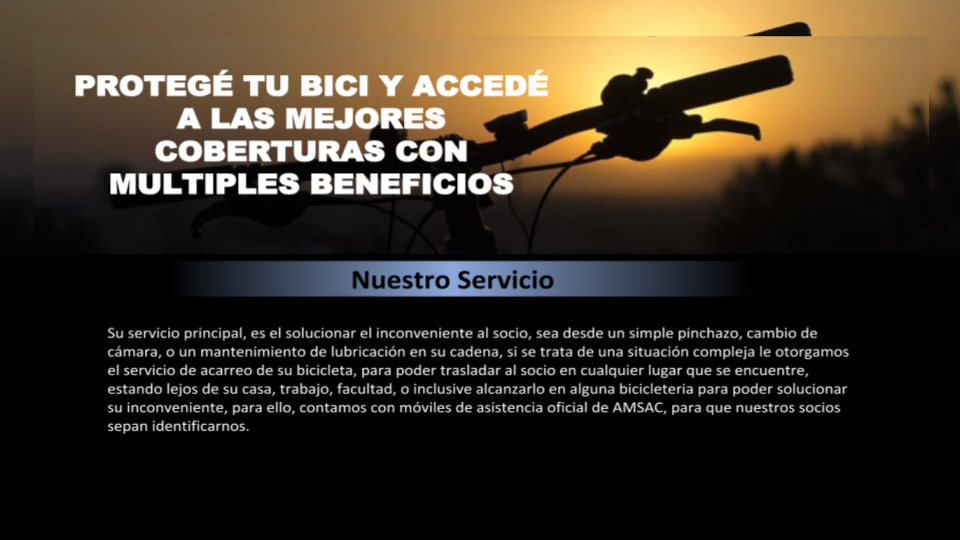 PROTEGÉ TU BICI Y ACCEDÉ
A LAS MEJORES
COBERTURAS CON
MULTIPLES BENEFICIOS
Nuestro Servicio
Su servicio principal, es el solucionar el inconveniente al socio, sea desde un simple pinchazo, cambio de
cámara, o un mantenimiento de lubricación en su cadena, si se trata de una situación compleja le otorgamos
el servicio de acarreo de su bicicleta, para poder trasladar al socio en cualquier lugar que se encuentre,
estando lejos de su casa, trabajo, facultad, o inclusive alcanzarlo en alguna bicicleteria para poder solucionar
su inconveniente, para ello, contamos con móviles de asistencia oficial de AMSAC, para que nuestros socios
sepan identificarnos.